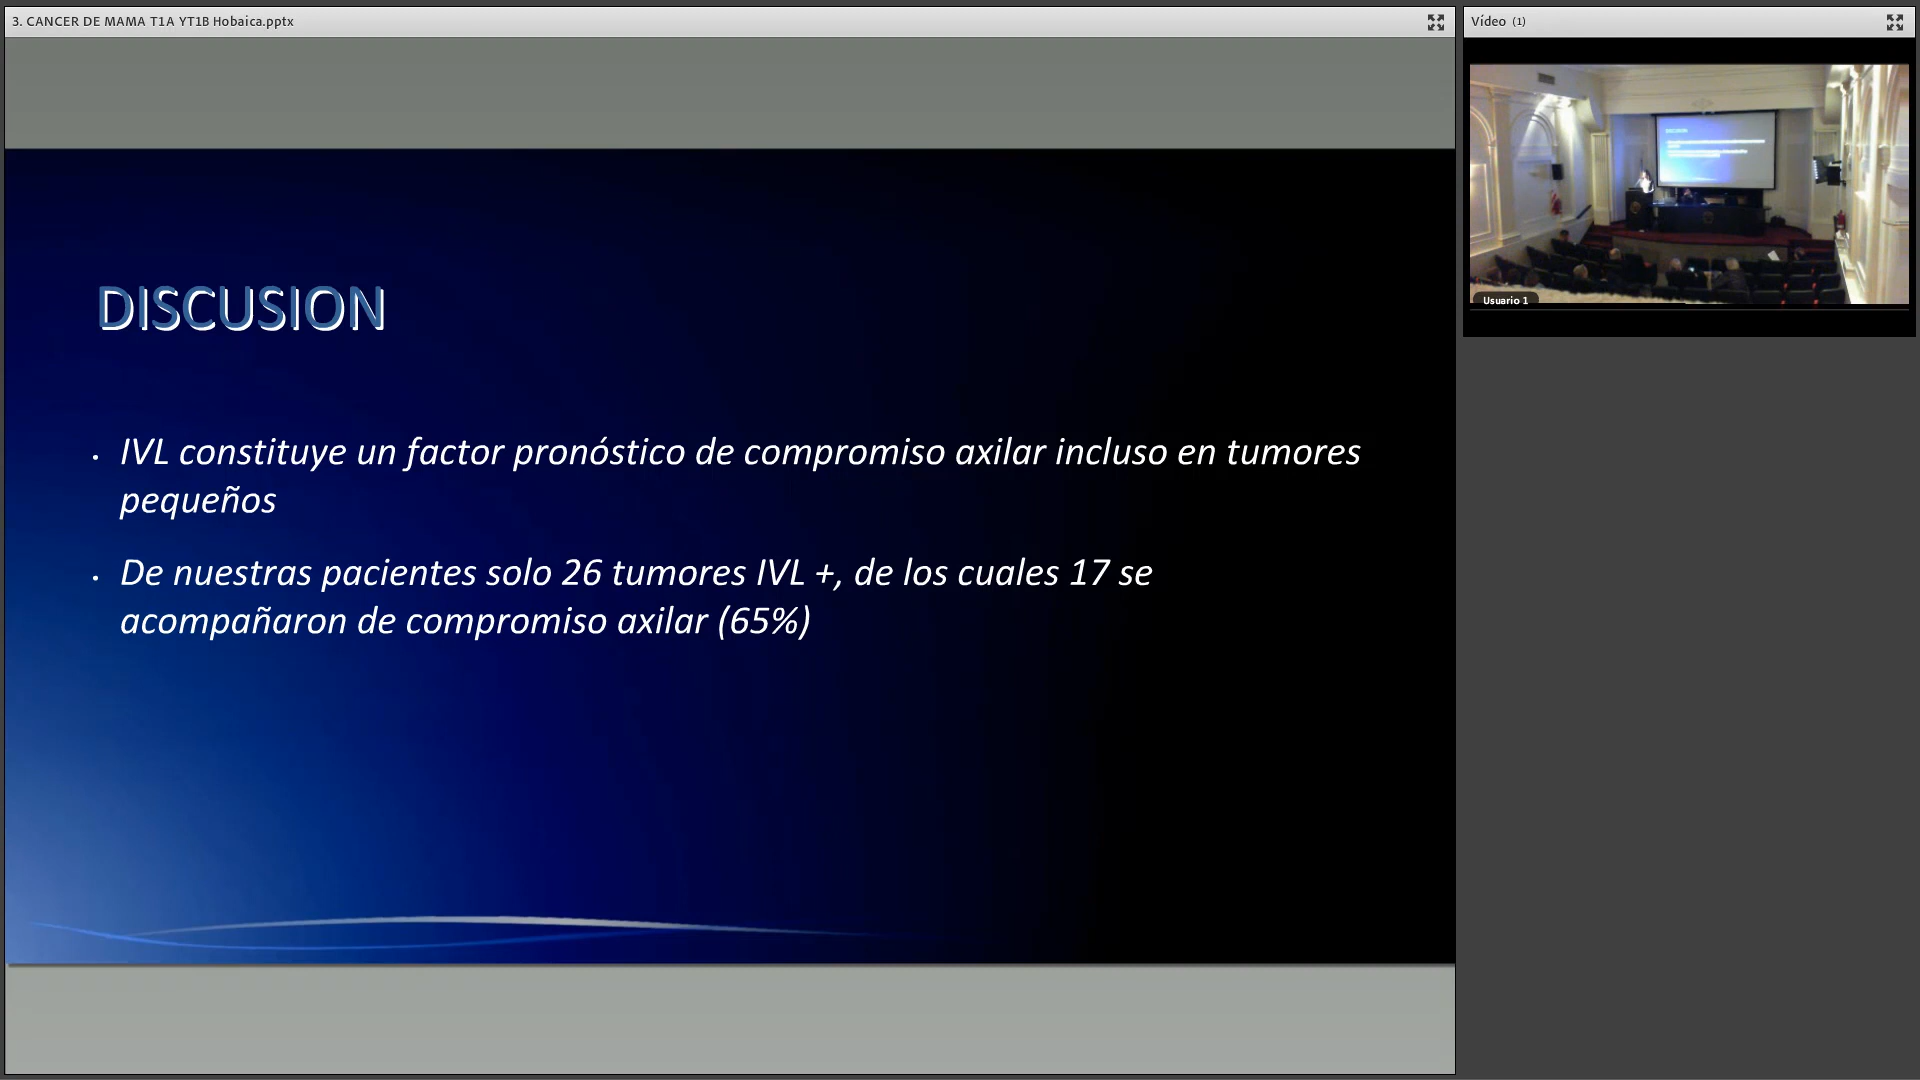 3. CANCER DE MAMA T1A YT1B Hobaica.pptx
Vídeo (1)
Usuario 1
DISCUSION
• IVL constituye un factor pronóstico de compromiso axilar incluso en tumores
pequeños
• De nuestras pacientes solo 26 tumores IVL +, de los cuales 17 se
acompañaron de compromiso axilar (65%)